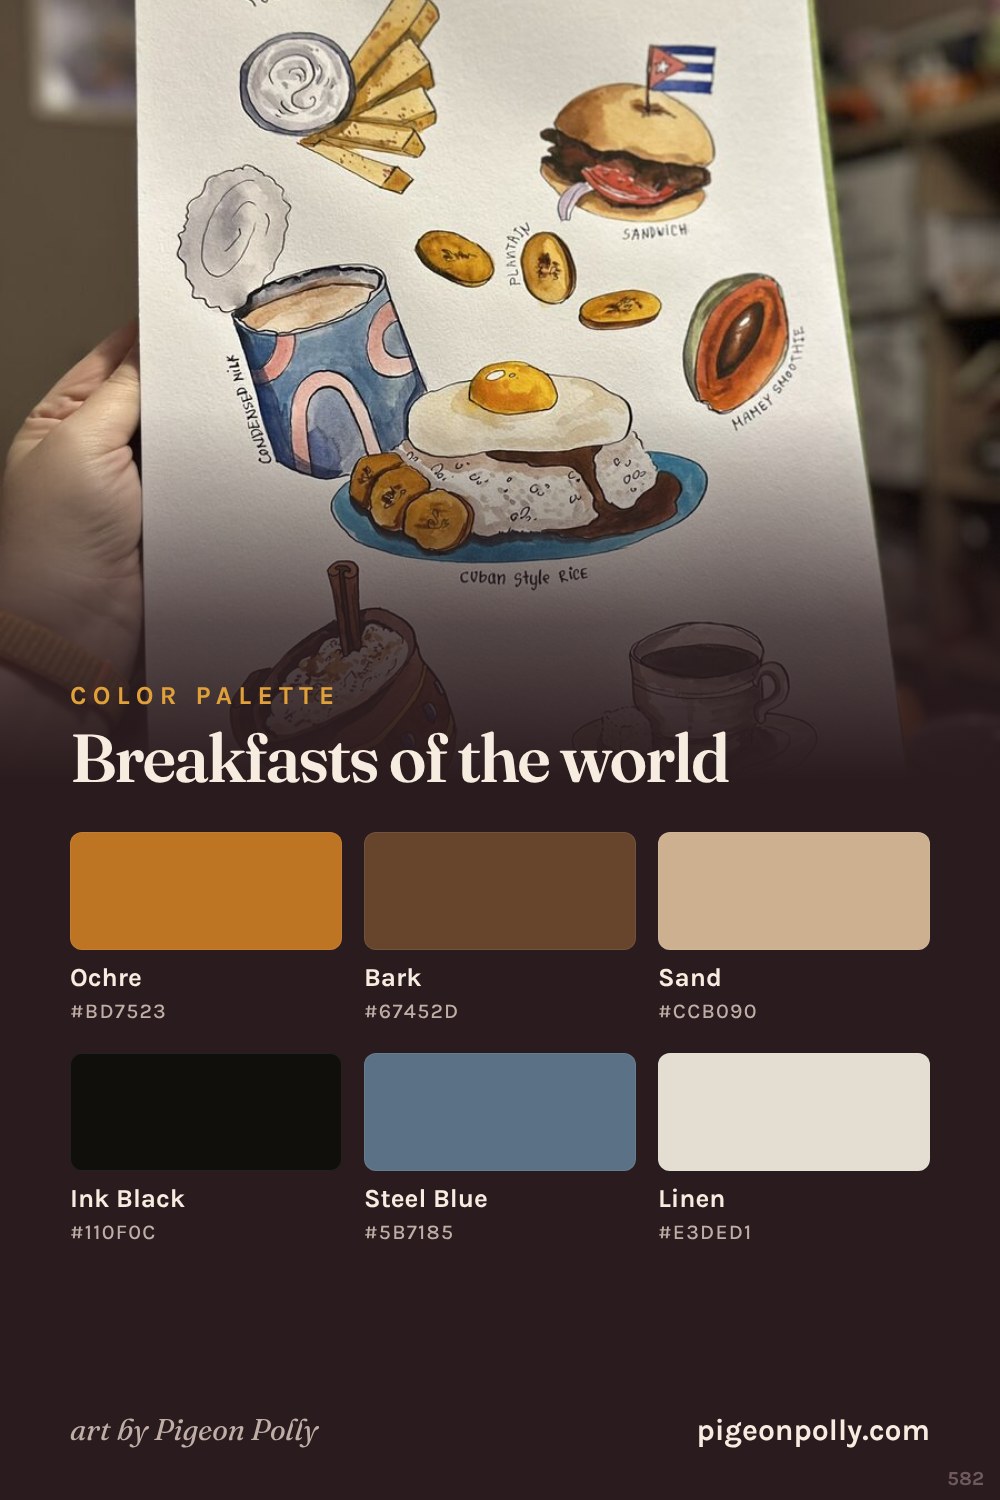 SANDWICH
PLANTAIN
CONDENSED MILK
MAMEY SMOOTHIE
Cuban Style RiCE
COLOR PALETTE
Breakfasts of the world
Ochre
#BD7523
Bark
#67452D
Sand
#CCB090
Ink Black
#110F0C
Steel Blue
#5B7185
Linen
#E3DED1
art by Pigeon Polly
pigeonpolly.com
582